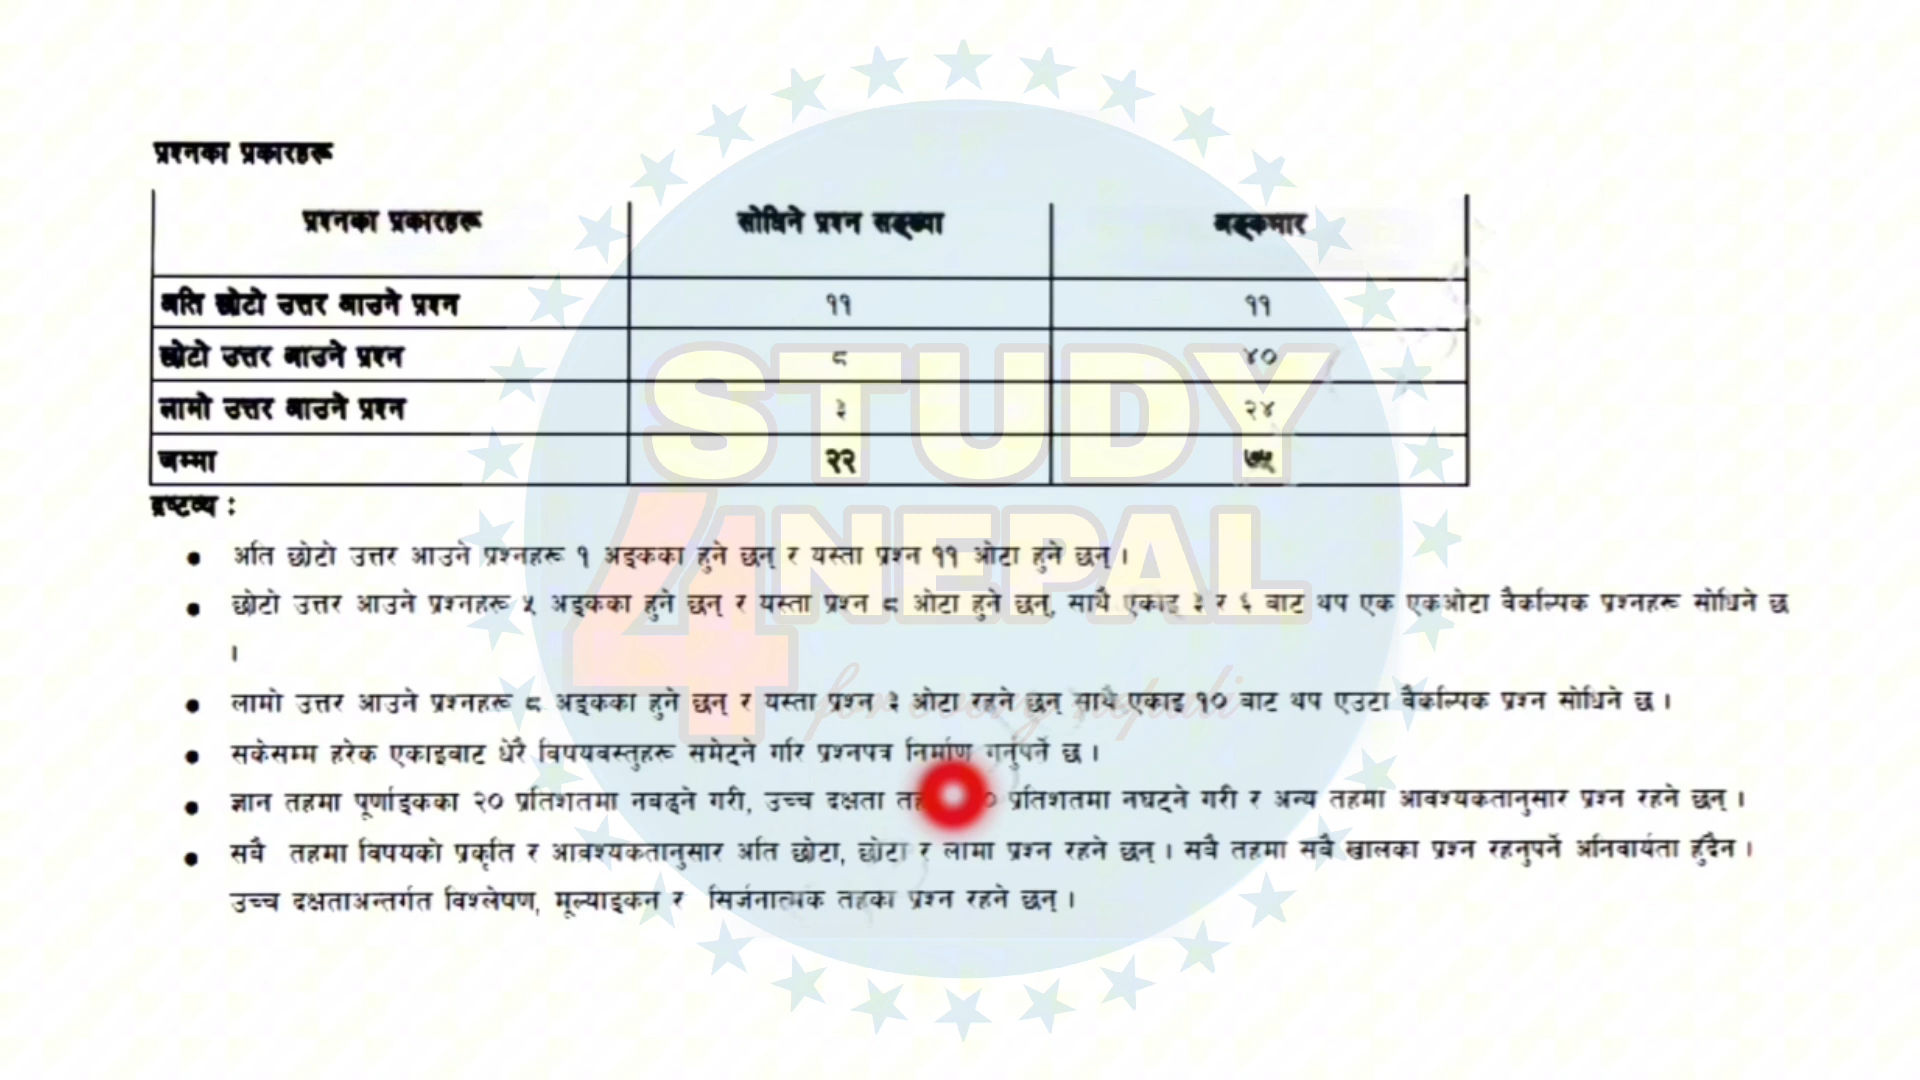 प्रश्नका प्रकारहरू
प्रश्नका प्रकारहरू सोधिने प्रश्न सङ्ख्या अङ्कभार
अति छोटो उत्तर आउने प्रश्न ११ ११
छोटो उत्तर आउने प्रश्न ८ ४०
लामो उत्तर आउने प्रश्न ३ २४
जम्मा २२ ७५
द्रष्टव्य :
• अति छोटो उत्तर आउने प्रश्नहरू १ अङ्कका हुने छन् र यस्ता प्रश्न ११ ओटा हुने छन् ।
• छोटो उत्तर आउने प्रश्नहरू ५ अङ्कका हुने छन् र यस्ता प्रश्न ८ ओटा हुने छन्, साथै एकाइ ३ र ६ बाट थप एक एकओटा वैकल्पिक प्रश्नहरू सोधिने छ
।
• लामो उत्तर आउने प्रश्नहरू ८ अङ्कका हुने छन् र यस्ता प्रश्न ३ ओटा रहने छन् साथै एकाइ १० बाट थप एउटा वैकल्पिक प्रश्न सोधिने छ ।
• सकेसम्म हरेक एकाइबाट धेरै विषयवस्तुहरू समेट्ने गरि प्रश्नपत्र निर्माण गर्नुपर्ने छ ।
• ज्ञान तहमा पूर्णाङ्कका २० प्रतिशतमा नबढ्ने गरी, उच्च दक्षता प्रतिशतमा नघट्ने गरी र अन्य तहमा आवश्यकतानुसार प्रश्न रहने छन् ।
• सबै तहमा विषयको प्रकृति र आवश्यकतानुसार अति छोटा, छोटा र लामा प्रश्न रहने छन् । सबै तहमा सबै खालका प्रश्न रहनुपर्ने अनिवार्यता हुँदैन ।
उच्च दक्षताअन्तर्गत विश्लेषण, मूल्याङ्कन र सिर्जनात्मक तहका प्रश्न रहने छन् ।
STUDY
4 NEPAL
for every nepali